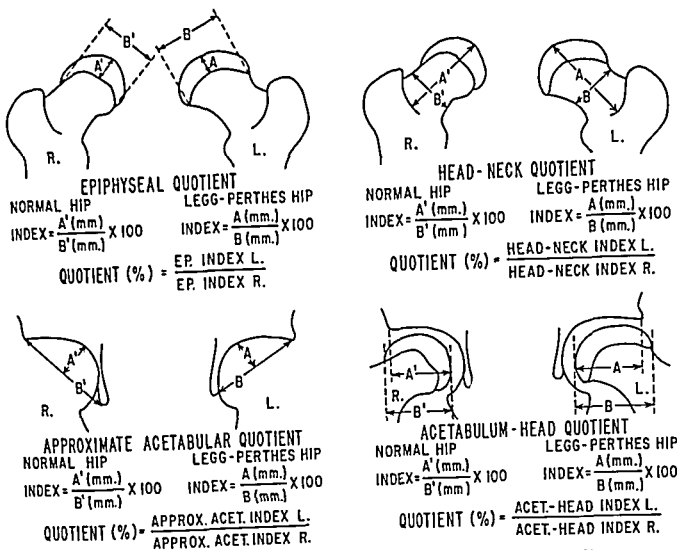 B' B
A' A
R. L.
EPIPHYSEAL QUOTIENT
NORMAL HIP LEGG-PERTHES HIP
INDEX=A'(mm)/B'(mm.) X 100 INDEX=A(mm.)/B(mm.) X 100
QUOTIENT (%) = EP. INDEX L./EP. INDEX R.
A' A
B' B
R. L.
HEAD-NECK QUOTIENT
NORMAL HIP LEGG-PERTHES HIP
INDEX=A'(mm.)/B'(mm) X 100 INDEX=A(mm.)/B(mm.) X 100
QUOTIENT (%) = HEAD-NECK INDEX L./HEAD-NECK INDEX R.
A' A
B' B
R. L.
APPROXIMATE ACETABULAR QUOTIENT
NORMAL HIP LEGG-PERTHES HIP
INDEX=A'(mm.)/B'(mm.) X 100 INDEX=A(mm.)/B(mm.) X 100
QUOTIENT (%)=APPROX. ACET. INDEX L./APPROX. ACET. INDEX R.
A' A
R. L.
B' B
ACETABULUM-HEAD QUOTIENT
NORMAL HIP LEGG-PERTHES HIP
INDEX=A'(mm.)/B'(mm) X 100 INDEX=A(mm.)/B(mm.) X 100
QUOTIENT (%) = ACET.-HEAD INDEX L./ACET.-HEAD INDEX R.